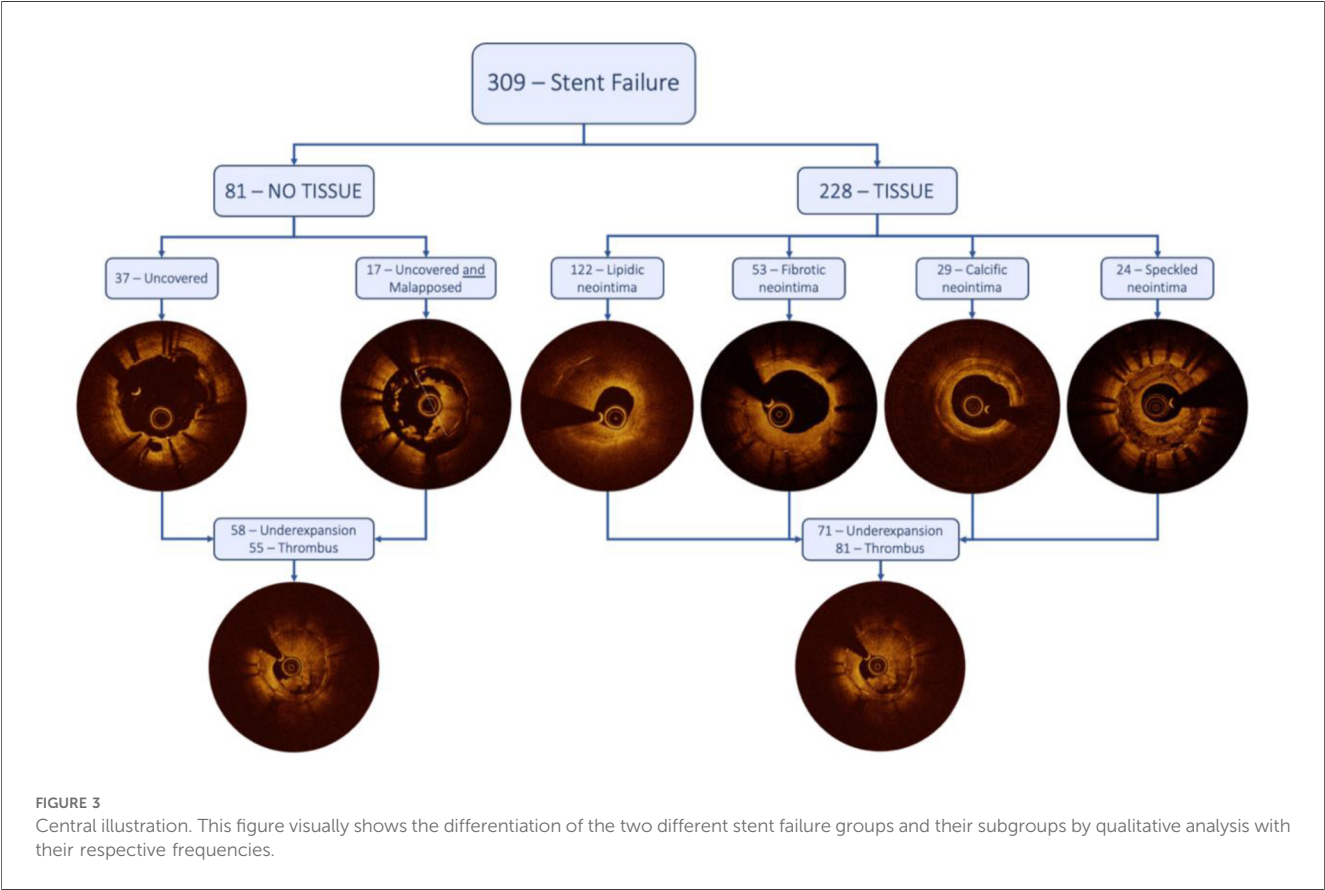 309 – Stent Failure
81 – NO TISSUE
228 – TISSUE
37 – Uncovered
17 – Uncovered and
Malapposed
122 – Lipidic
neointima
53 – Fibrotic
neointima
29 – Calcific
neointima
24 – Speckled
neointima
58 – Underexpansion
55 – Thrombus
71 – Underexpansion
81 – Thrombus
FIGURE 3
Central illustration. This figure visually shows the differentiation of the two different stent failure groups and their subgroups by qualitative analysis with
their respective frequencies.